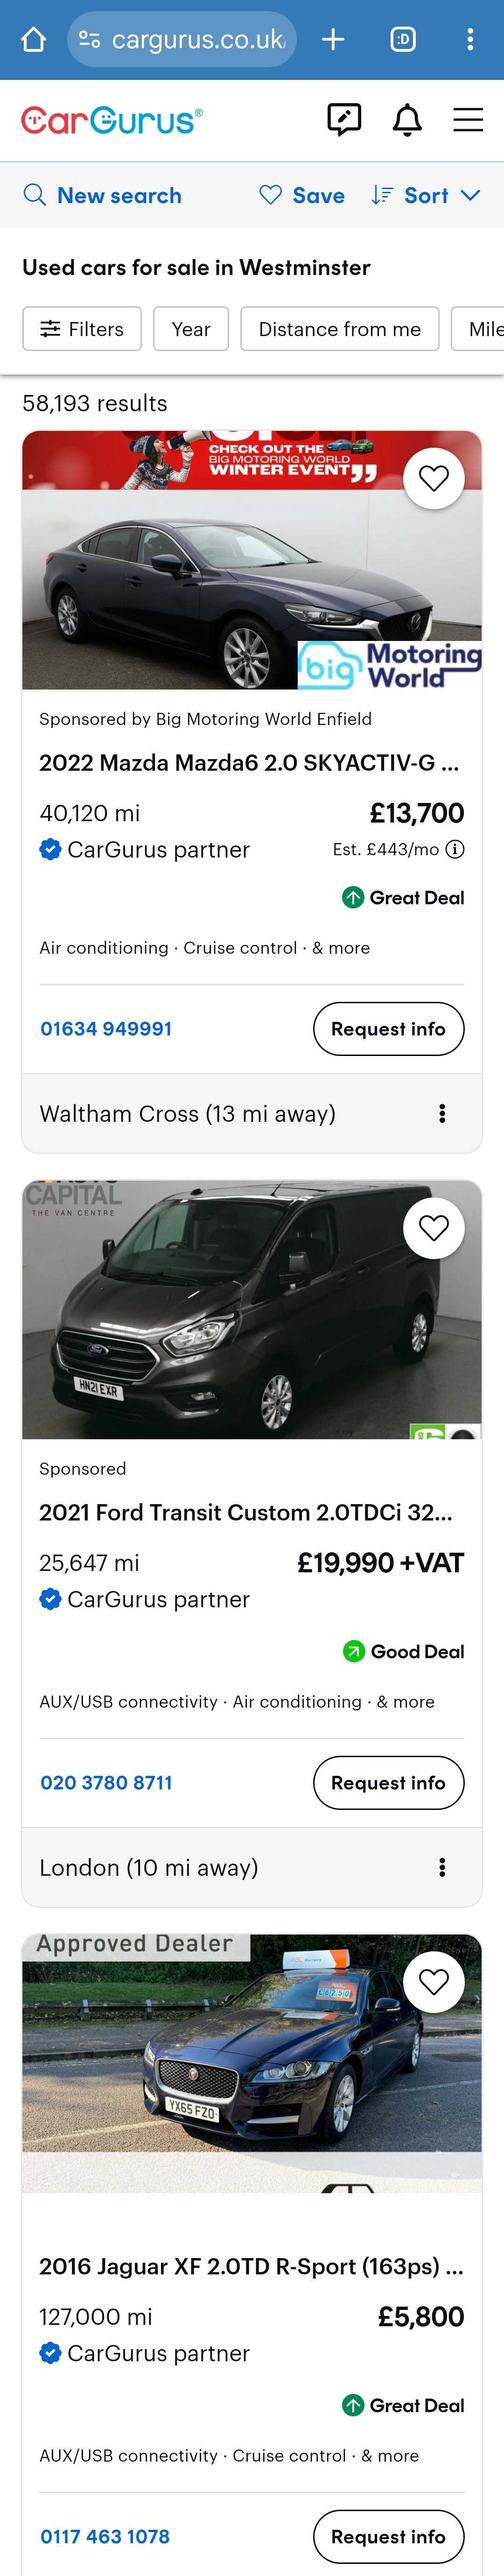 cargurus.co.uk
:D
CarGurus®
New search
Save
Sort
Used cars for sale in Westminster
Filters
Year
Distance from me
Mile
58,193 results
CHECK OUT THE
BIG MOTORING WORLD
WINTER EVENT
big Motoring World
Sponsored by Big Motoring World Enfield
2022 Mazda Mazda6 2.0 SKYACTIV-G ...
40,120 mi
£13,700
CarGurus partner
Est. £443/mo
Great Deal
Air conditioning · Cruise control · & more
01634 949991
Request info
Waltham Cross (13 mi away)
CAPITAL
THE VAN CENTRE
Ford
HN21 EXR
Sponsored
2021 Ford Transit Custom 2.0TDCi 32...
25,647 mi
£19,990 +VAT
CarGurus partner
Good Deal
AUX/USB connectivity · Air conditioning · & more
020 3780 8711
Request info
London (10 mi away)
Approved Dealer
£6250
YX65 FZO
2016 Jaguar XF 2.0TD R-Sport (163ps) ...
127,000 mi
£5,800
CarGurus partner
Great Deal
AUX/USB connectivity · Cruise control · & more
0117 463 1078
Request info